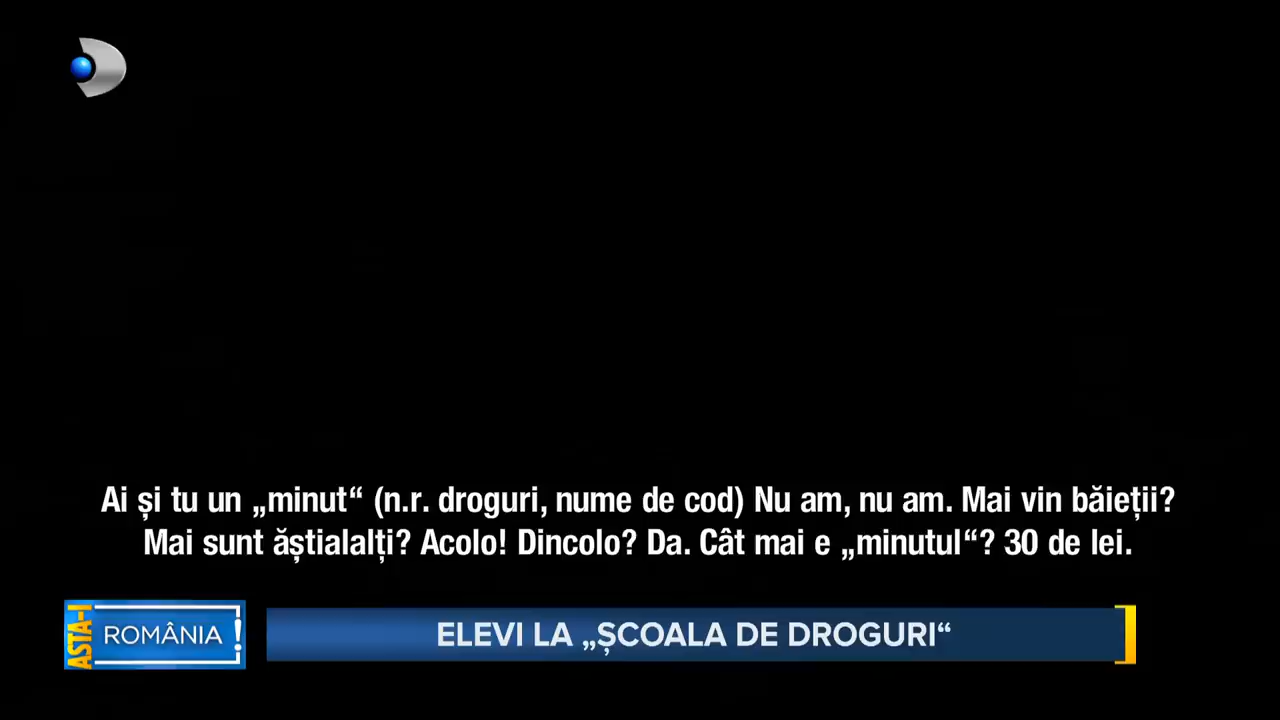 Ai și tu un „minut“ (n.r. droguri, nume de cod) Nu am, nu am. Mai vin băieții?
Mai sunt ăștialalți? Acolo! Dincolo? Da. Cât mai e „minutul“? 30 de lei.
ASTA-I
ROMÂNIA!
ELEVI LA „ȘCOALA DE DROGURI“